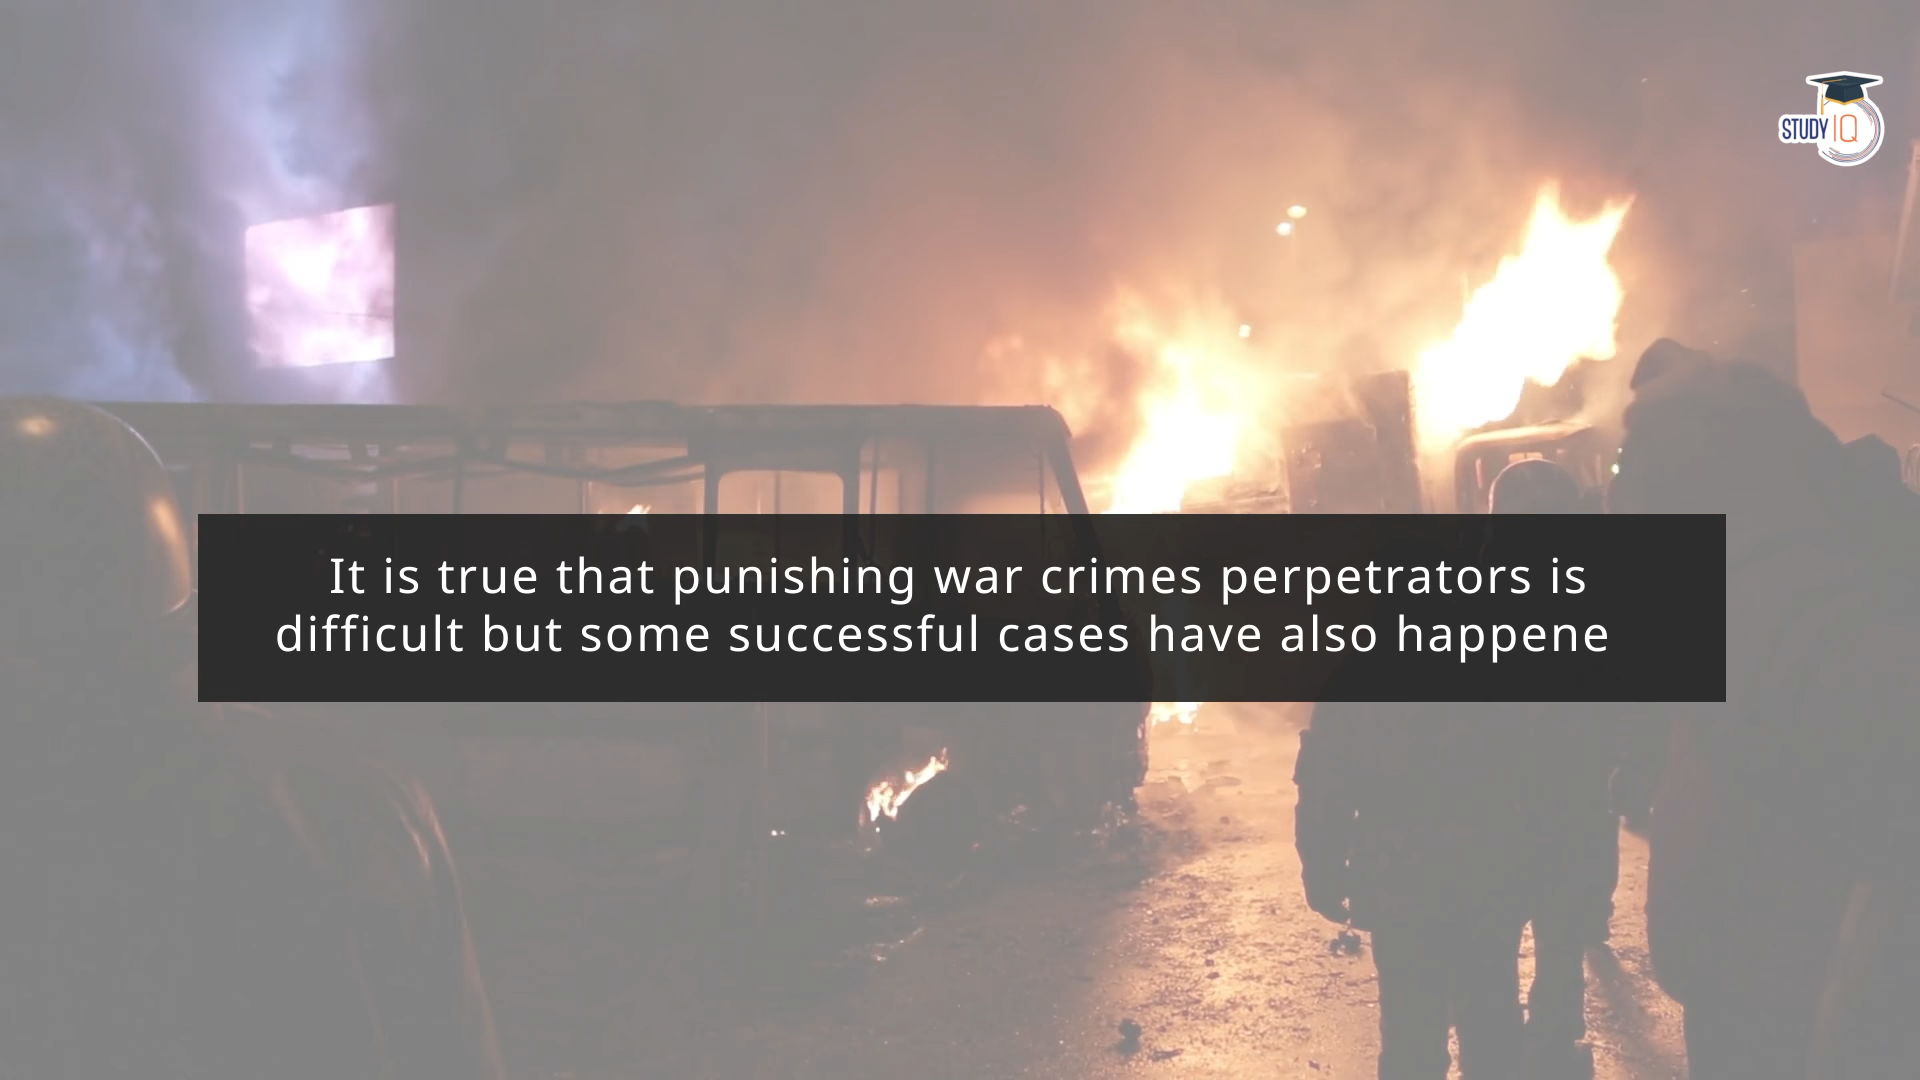 STUDY IQ
It is true that punishing war crimes perpetrators is
difficult but some successful cases have also happene